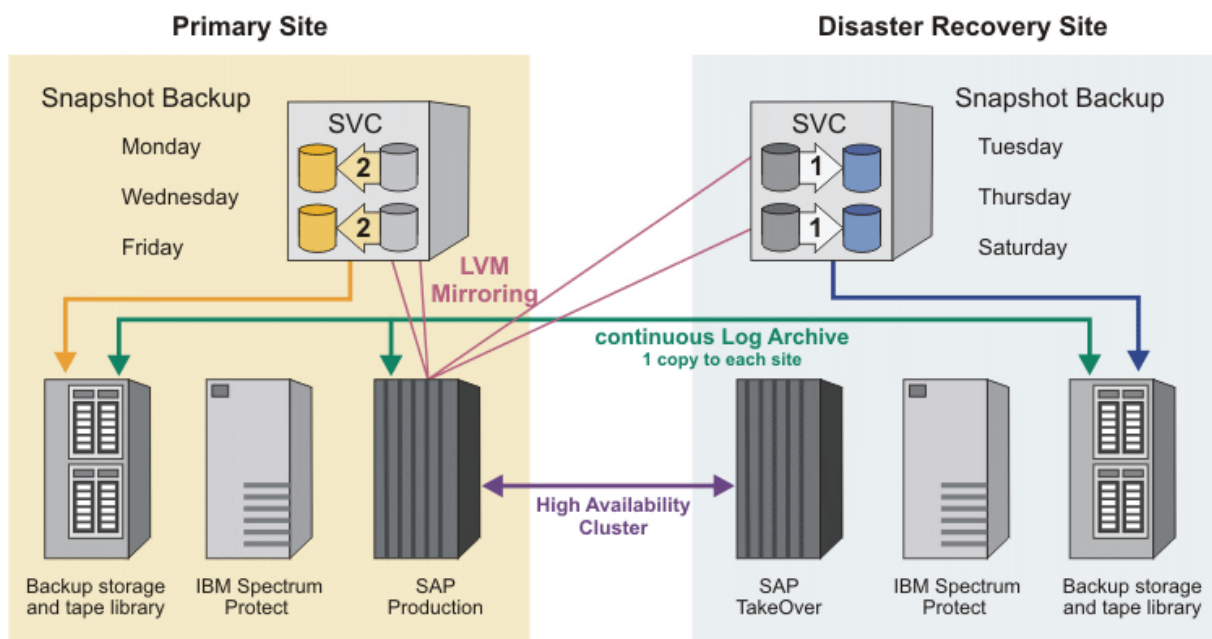 Primary Site
Disaster Recovery Site
Snapshot Backup
Monday
Wednesday
Friday
SVC
2
2
SVC
1
1
Snapshot Backup
Tuesday
Thursday
Saturday
LVM
Mirroring
continuous Log Archive
1 copy to each site
High Availability
Cluster
Backup storage
and tape library
IBM Spectrum
Protect
SAP
Production
SAP
TakeOver
IBM Spectrum
Protect
Backup storage
and tape library